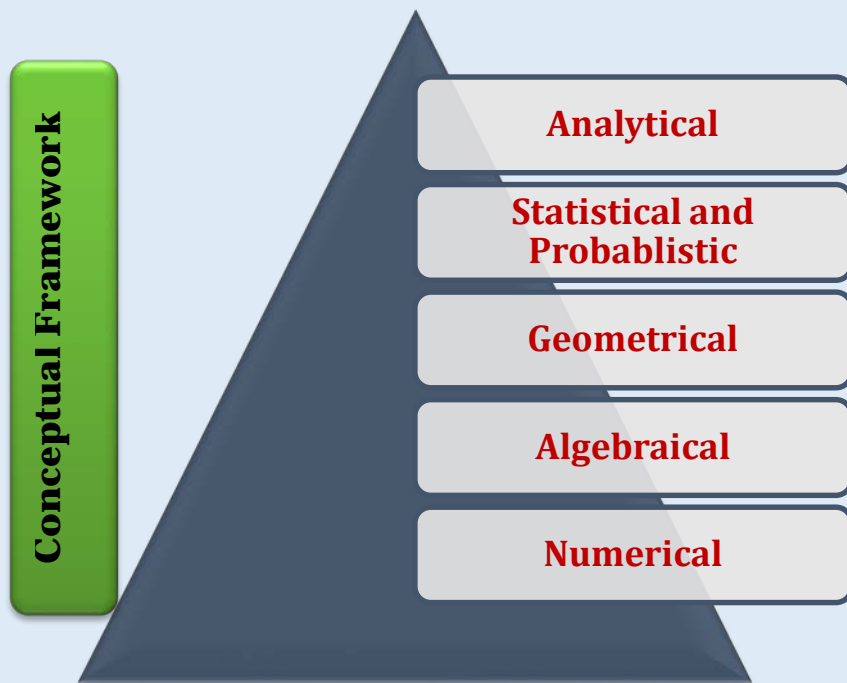 Conceptual Framework
Analytical
Statistical and
Probablistic
Geometrical
Algebraical
Numerical